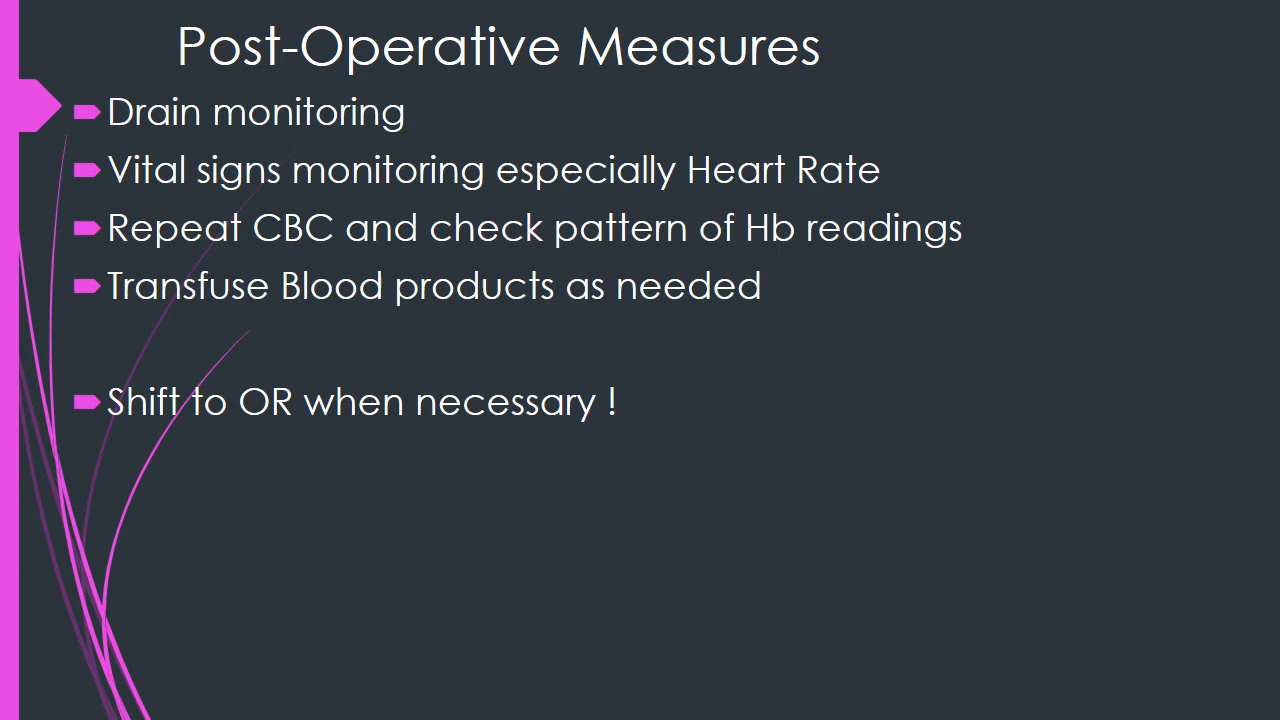 Post-Operative Measures
Drain monitoring
Vital signs monitoring especially Heart Rate
Repeat CBC and check pattern of Hb readings
Transfuse Blood products as needed
Shift to OR when necessary !